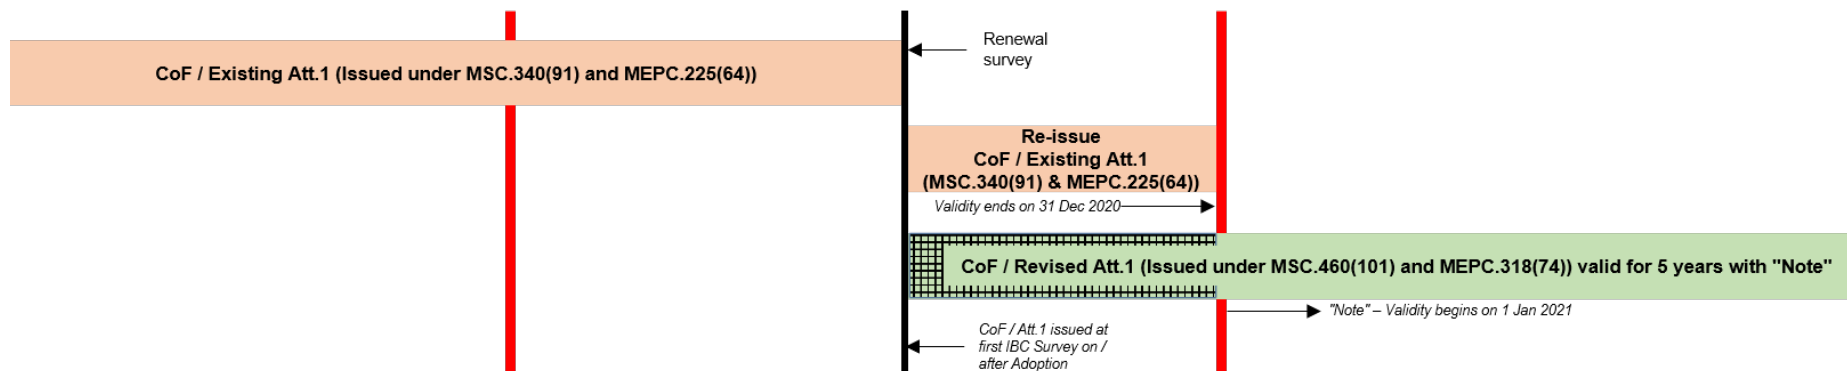 Renewal
survey
CoF / Existing Att.1 (Issued under MSC.340(91) and MEPC.225(64))
Re-issue
CoF / Existing Att.1
(MSC.340(91) & MEPC.225(64))
Validity ends on 31 Dec 2020
CoF / Revised Att.1 (Issued under MSC.460(101) and MEPC.318(74)) valid for 5 years with "Note"
"Note" – Validity begins on 1 Jan 2021
CoF / Att.1 issued at
first IBC Survey on /
after Adoption